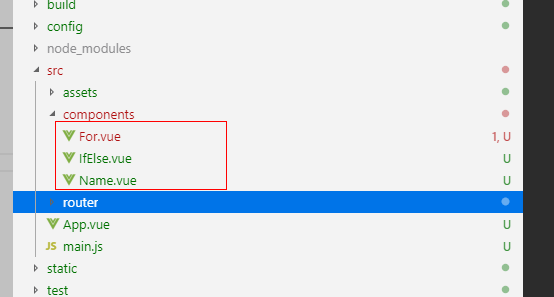 build
config
node_modules
src
assets
components
For.vue 1, U
IfElse.vue U
Name.vue U
router
App.vue U
JS main.js U
static
test